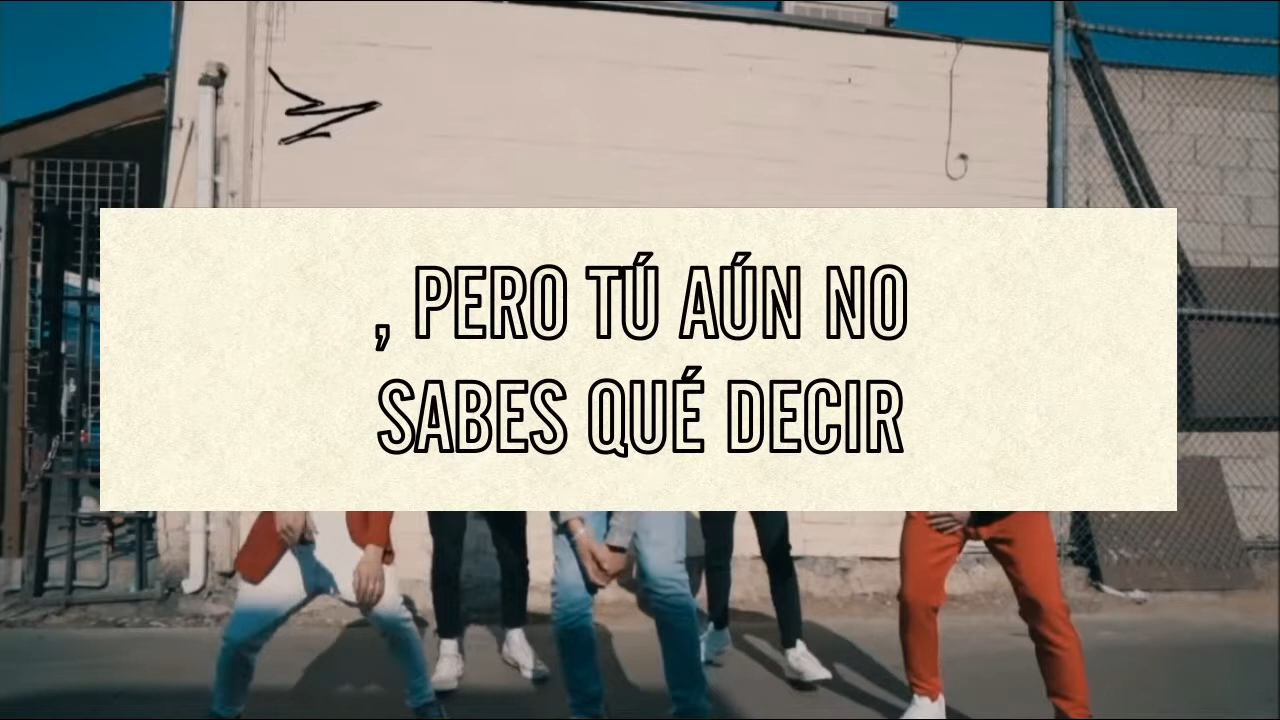 , PERO TÚ AÚN NO
SABES QUÉ DECIR